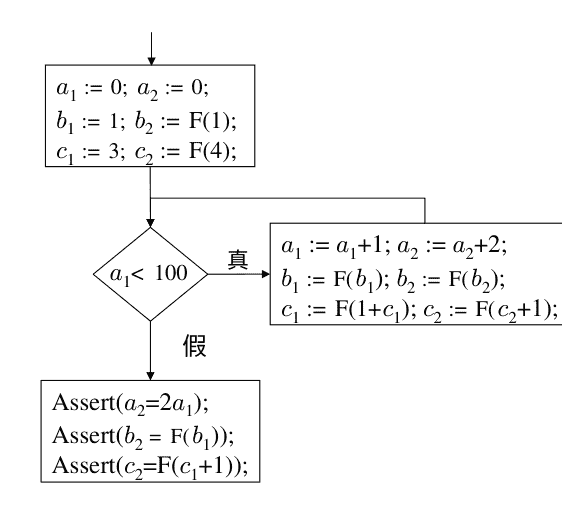 a₁ := 0; a₂ := 0;
b₁ := 1; b₂ := F(1);
c₁ := 3; c₂ := F(4);
a₁< 100
真
a₁ := a₁+1; a₂ := a₂+2;
b₁ := F(b₁); b₂ := F(b₂);
c₁ := F(1+c₁); c₂ := F(c₂+1);
假
Assert(a₂=2a₁);
Assert(b₂ = F(b₁));
Assert(c₂=F(c₁+1));